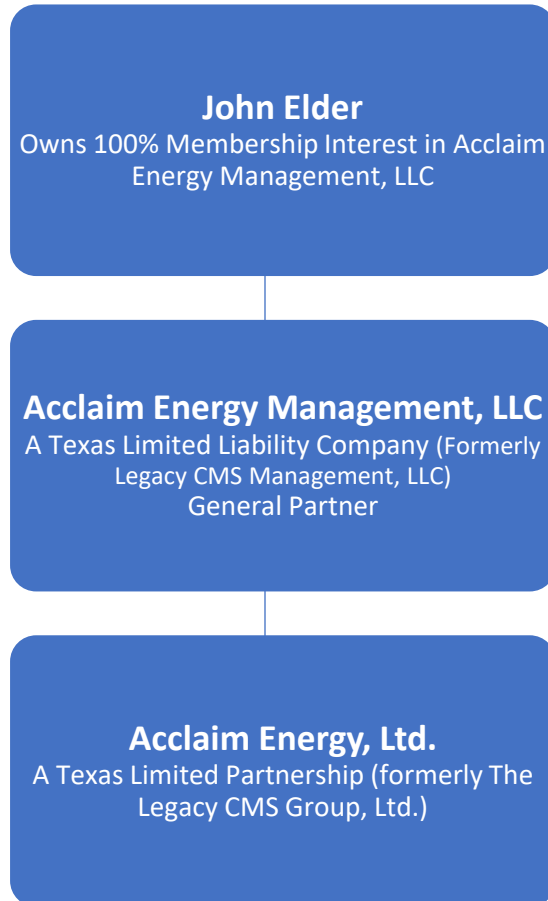 John Elder
Owns 100% Membership Interest in Acclaim
Energy Management, LLC
Acclaim Energy Management, LLC
A Texas Limited Liability Company (Formerly
Legacy CMS Management, LLC)
General Partner
Acclaim Energy, Ltd.
A Texas Limited Partnership (formerly The
Legacy CMS Group, Ltd.)